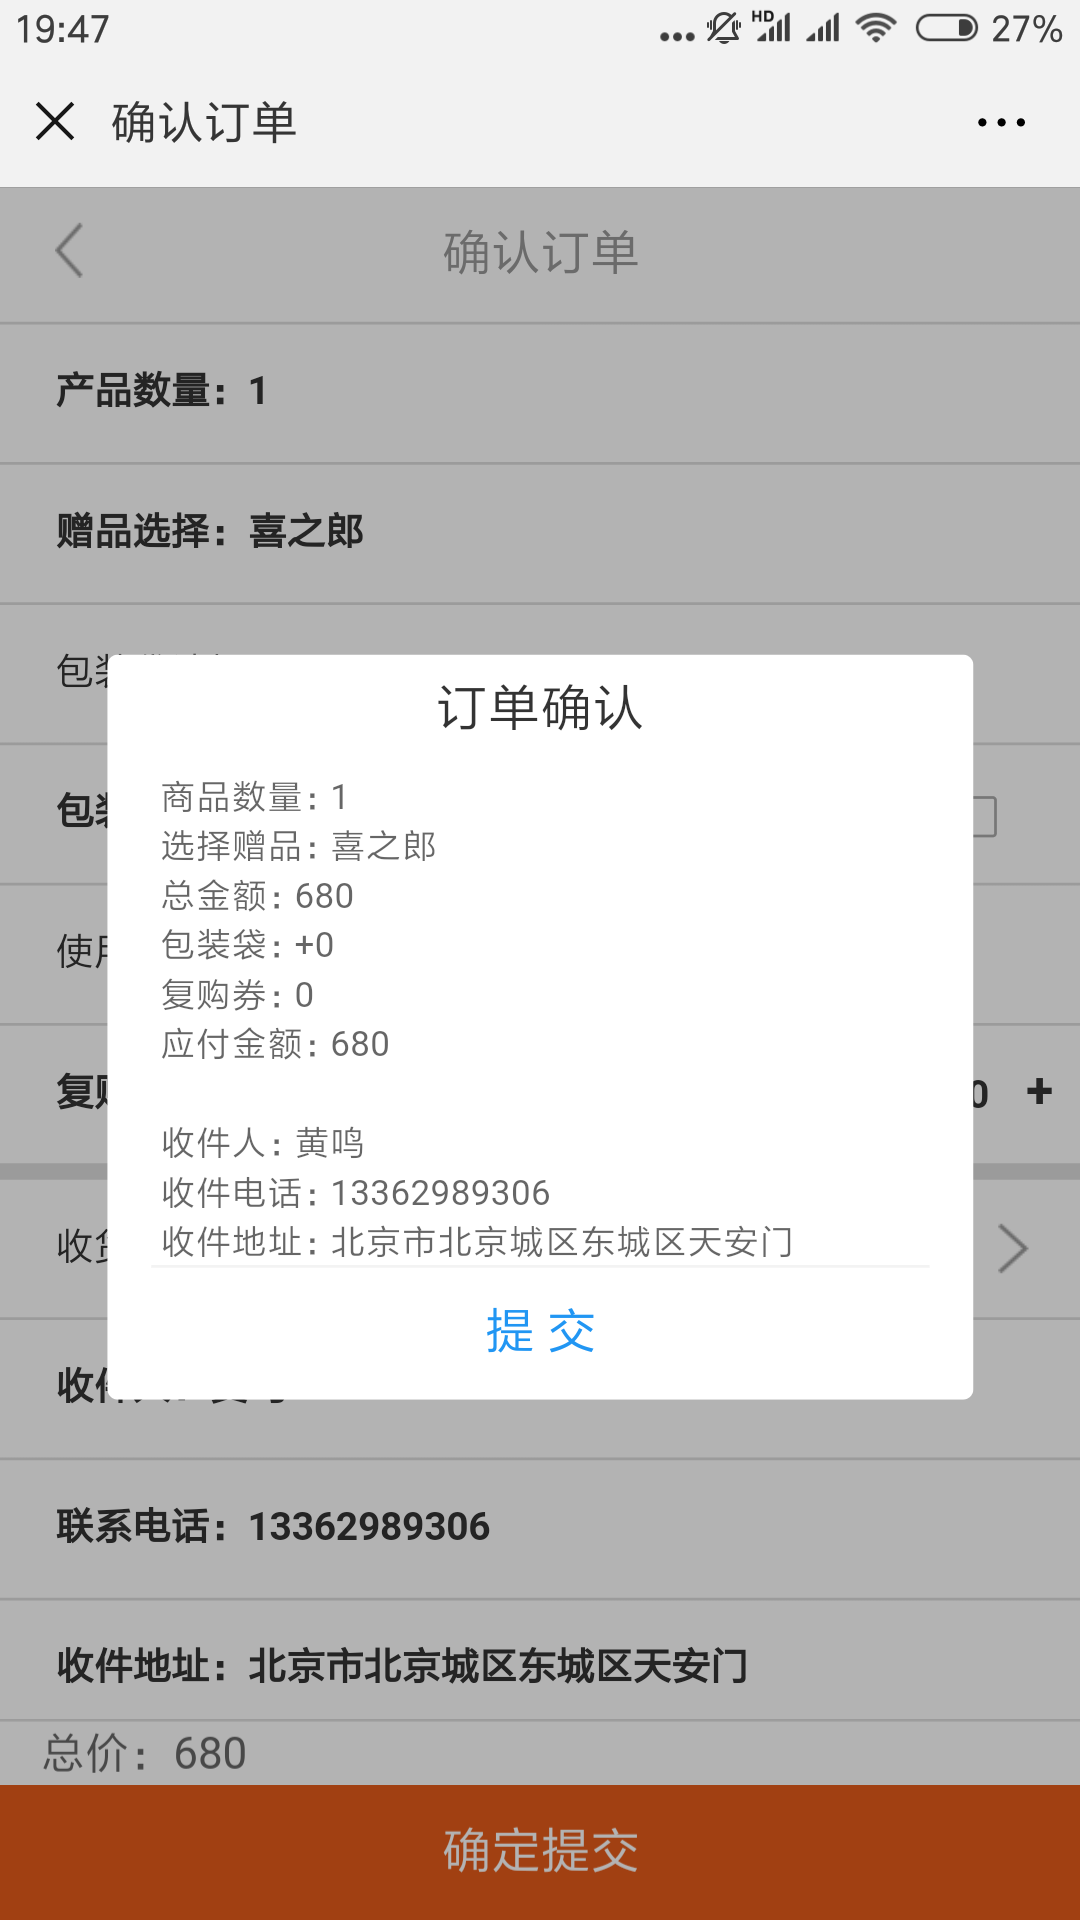 19:47
HD
27%
确认订单
确认订单
产品数量：1
赠品选择：喜之郎
包
订单确认
商品数量：1
选择赠品：喜之郎
总金额：680
包装袋：+0
复购券：0
应付金额：680
收件人：黄鸣
收件电话：13362989306
收件地址：北京市北京城区东城区天安门
提 交
包
使
复
0 +
收
收
联系电话：13362989306
收件地址：北京市北京城区东城区天安门
总价：680
确定提交